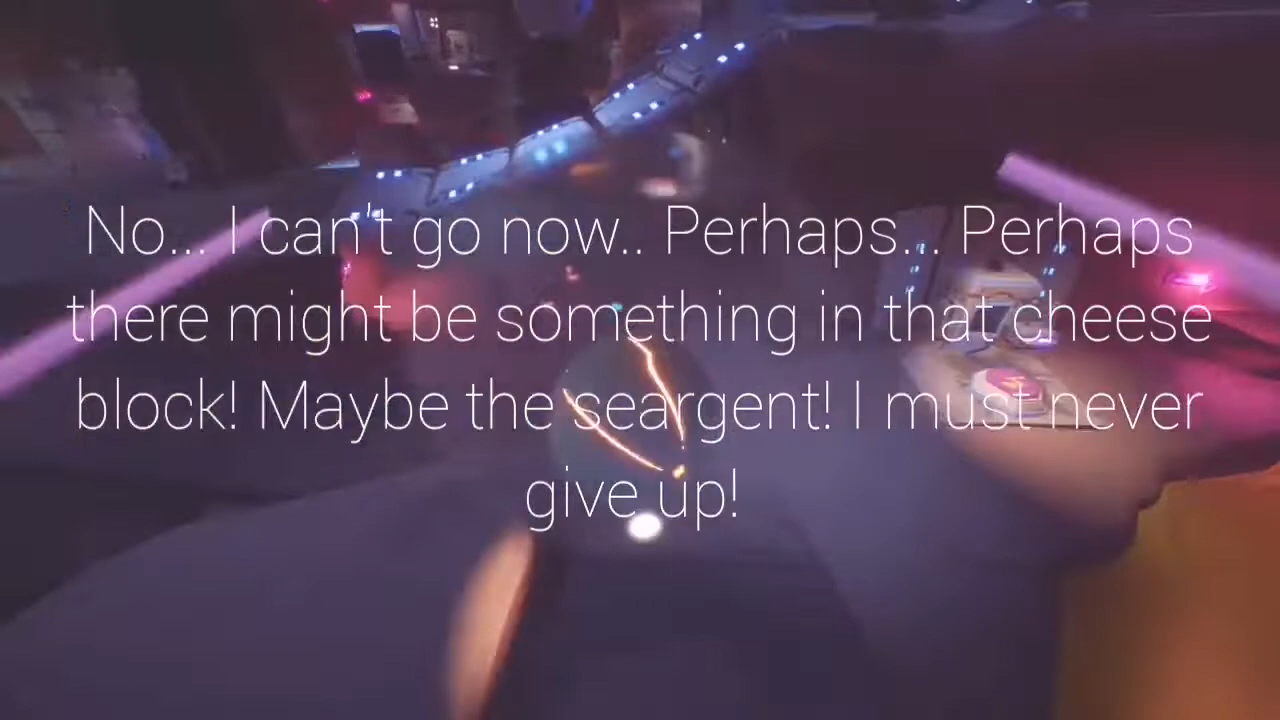 No... I can't go now.. Perhaps... Perhaps
there might be something in that cheese
block! Maybe the seargent! I must never
give up!